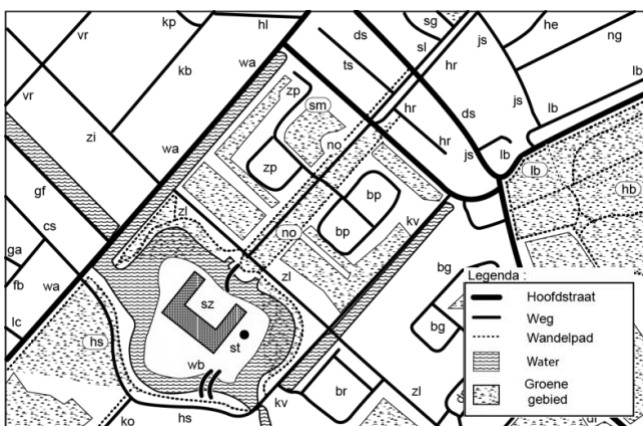 kp hl ds sg he
vr wa sl js ng
kb ts hr lb
vr zp sm hr ds js lb
zi wa no hr js lb
gf zp bp lb hb
zl bp kv
cs no
ga zl bg
fb wa
lc sz
hs st bg
wb
br zl
kv
ko hs
Legenda :
Hoofdstraat
Weg
Wandelpad
Water
Groene
gebied